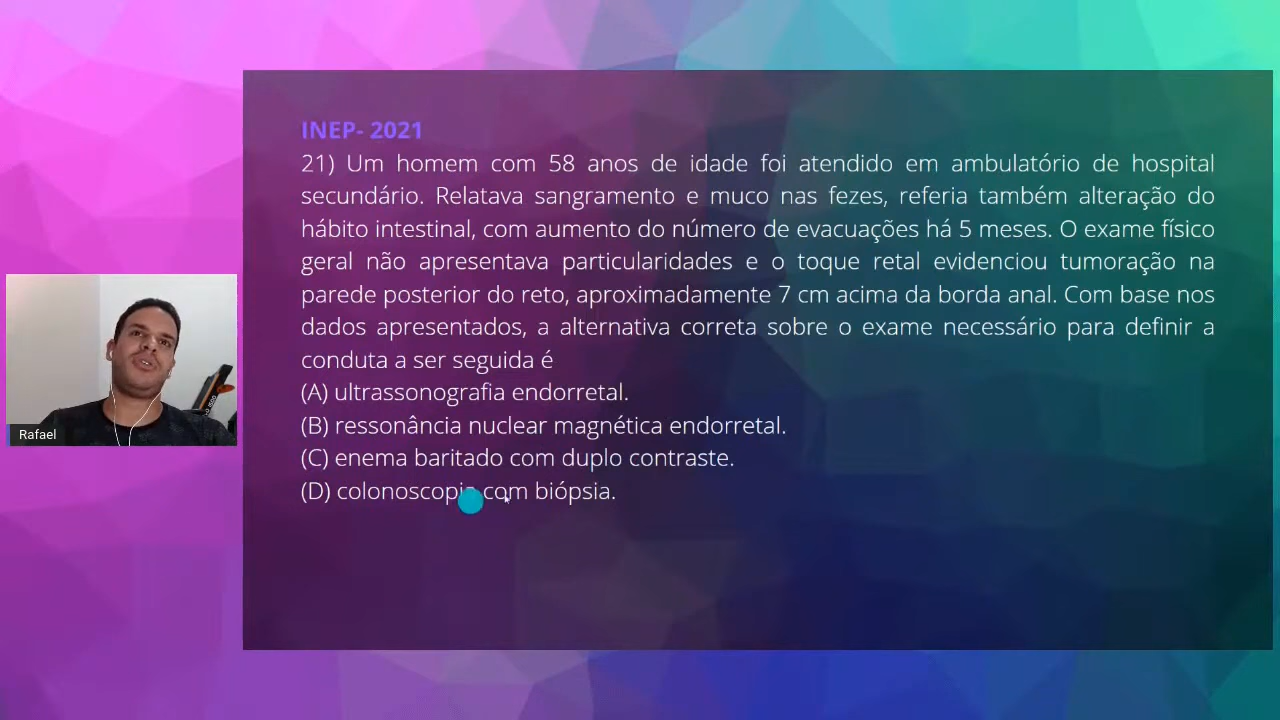 INEP- 2021
21) Um homem com 58 anos de idade foi atendido em ambulatório de hospital
secundário. Relatava sangramento e muco nas fezes, referia também alteração do
hábito intestinal, com aumento do número de evacuações há 5 meses. O exame físico
geral não apresentava particularidades e o toque retal evidenciou tumoração na
parede posterior do reto, aproximadamente 7 cm acima da borda anal. Com base nos
dados apresentados, a alternativa correta sobre o exame necessário para definir a
conduta a ser seguida é
(A) ultrassonografia endorretal.
(B) ressonância nuclear magnética endorretal.
(C) enema baritado com duplo contraste.
(D) colonoscopia com biópsia.
Rafael